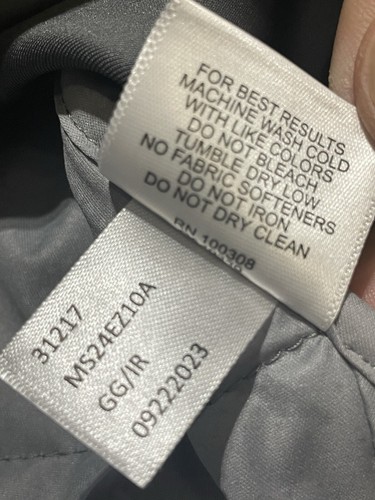 FOR BEST RESULTS
MACHINE WASH COLD
WITH LIKE COLORS
DO NOT BLEACH
TUMBLE DRY LOW
NO FABRIC SOFTENERS
DO NOT IRON
DO NOT DRY CLEAN
RN 100308
31217
MS24EZ10A
GG/IR
09222023